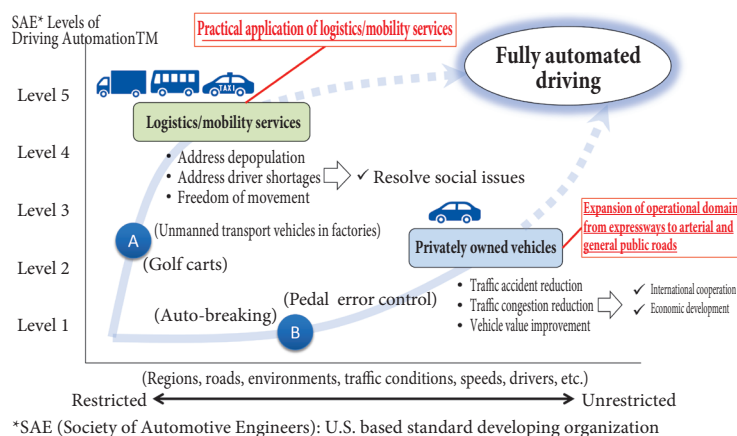 SAE* Levels of
Driving AutomationTM
Practical application of logistics/mobility services
Fully automated
driving
Level 5
TAXI
Logistics/mobility services
Level 4
• Address depopulation
• Address driver shortages
• Freedom of movement
✓ Resolve social issues
Level 3
A
(Unmanned transport vehicles in factories)
Expansion of operational domain
from expressways to arterial and
general public roads
Privately owned vehicles
Level 2
(Golf carts)
• Traffic accident reduction
• Traffic congestion reduction
• Vehicle value improvement
✓ International cooperation
✓ Economic development
(Pedal error control)
(Auto-breaking)
Level 1
B
(Regions, roads, environments, traffic conditions, speeds, drivers, etc.)
Restricted
Unrestricted
*SAE (Society of Automotive Engineers): U.S. based standard developing organization